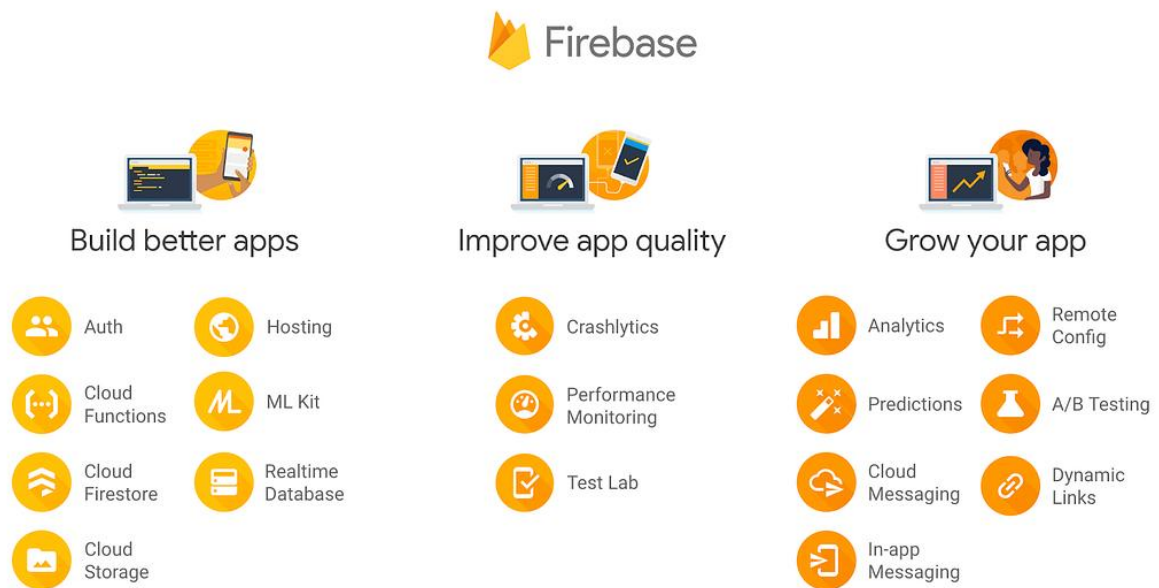 Firebase
Build better apps
Auth
Hosting
Cloud
Functions
ML Kit
Cloud
Firestore
Realtime
Database
Cloud
Storage
Improve app quality
Crashlytics
Performance
Monitoring
Test Lab
Grow your app
Analytics
Remote
Config
Predictions
A/B Testing
Cloud
Messaging
Dynamic
Links
In-app
Messaging